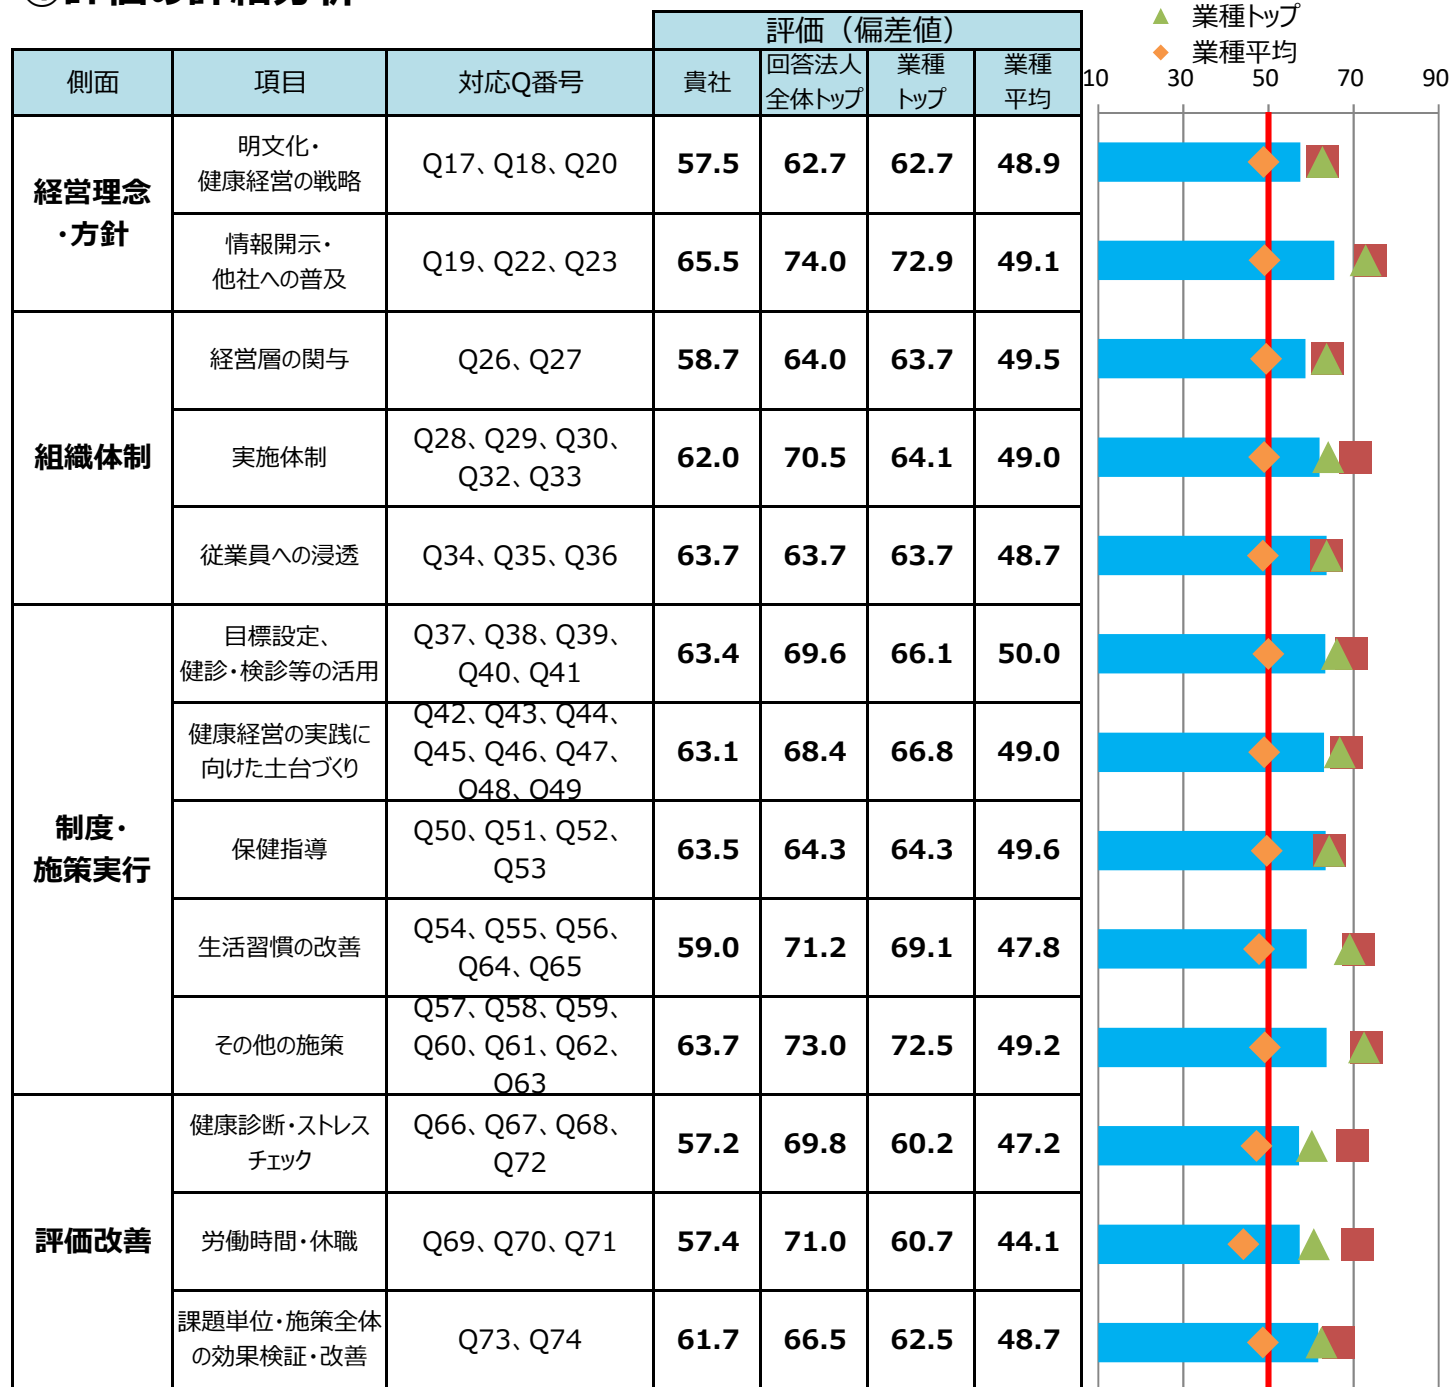 評価(偏差値)
▲ 業種トップ
◆ 業種平均
側面 項目 対応Q番号 貴社 回答法人 業種 業種
全体トップ トップ 平均
10 30 50 70 90
経営理念
・方針
明文化・
健康経営の戦略
Q17、Q18、Q20 57.5 62.7 62.7 48.9
情報開示・
他社への普及
Q19、Q22、Q23 65.5 74.0 72.9 49.1
組織体制
経営層の関与 Q26、Q27 58.7 64.0 63.7 49.5
実施体制
Q28、Q29、Q30、
Q32、Q33
62.0 70.5 64.1 49.0
従業員への浸透 Q34、Q35、Q36 63.7 63.7 63.7 48.7
制度・
施策実行
目標設定、
健診・検診等の活用
Q37、Q38、Q39、
Q40、Q41
63.4 69.6 66.1 50.0
健康経営の実践に
向けた土台づくり
Q42、Q43、Q44、
Q45、Q46、Q47、
Q48、Q49
63.1 68.4 66.8 49.0
保健指導
Q50、Q51、Q52、
Q53
63.5 64.3 64.3 49.6
生活習慣の改善
Q54、Q55、Q56、
Q64、Q65
59.0 71.2 69.1 47.8
その他の施策
Q57、Q58、Q59、
Q60、Q61、Q62、
Q63
63.7 73.0 72.5 49.2
評価改善
健康診断・ストレス
チェック
Q66、Q67、Q68、
Q72
57.2 69.8 60.2 47.2
労働時間・休職 Q69、Q70、Q71 57.4 71.0 60.7 44.1
課題単位・施策全体
の効果検証・改善
Q73、Q74 61.7 66.5 62.5 48.7